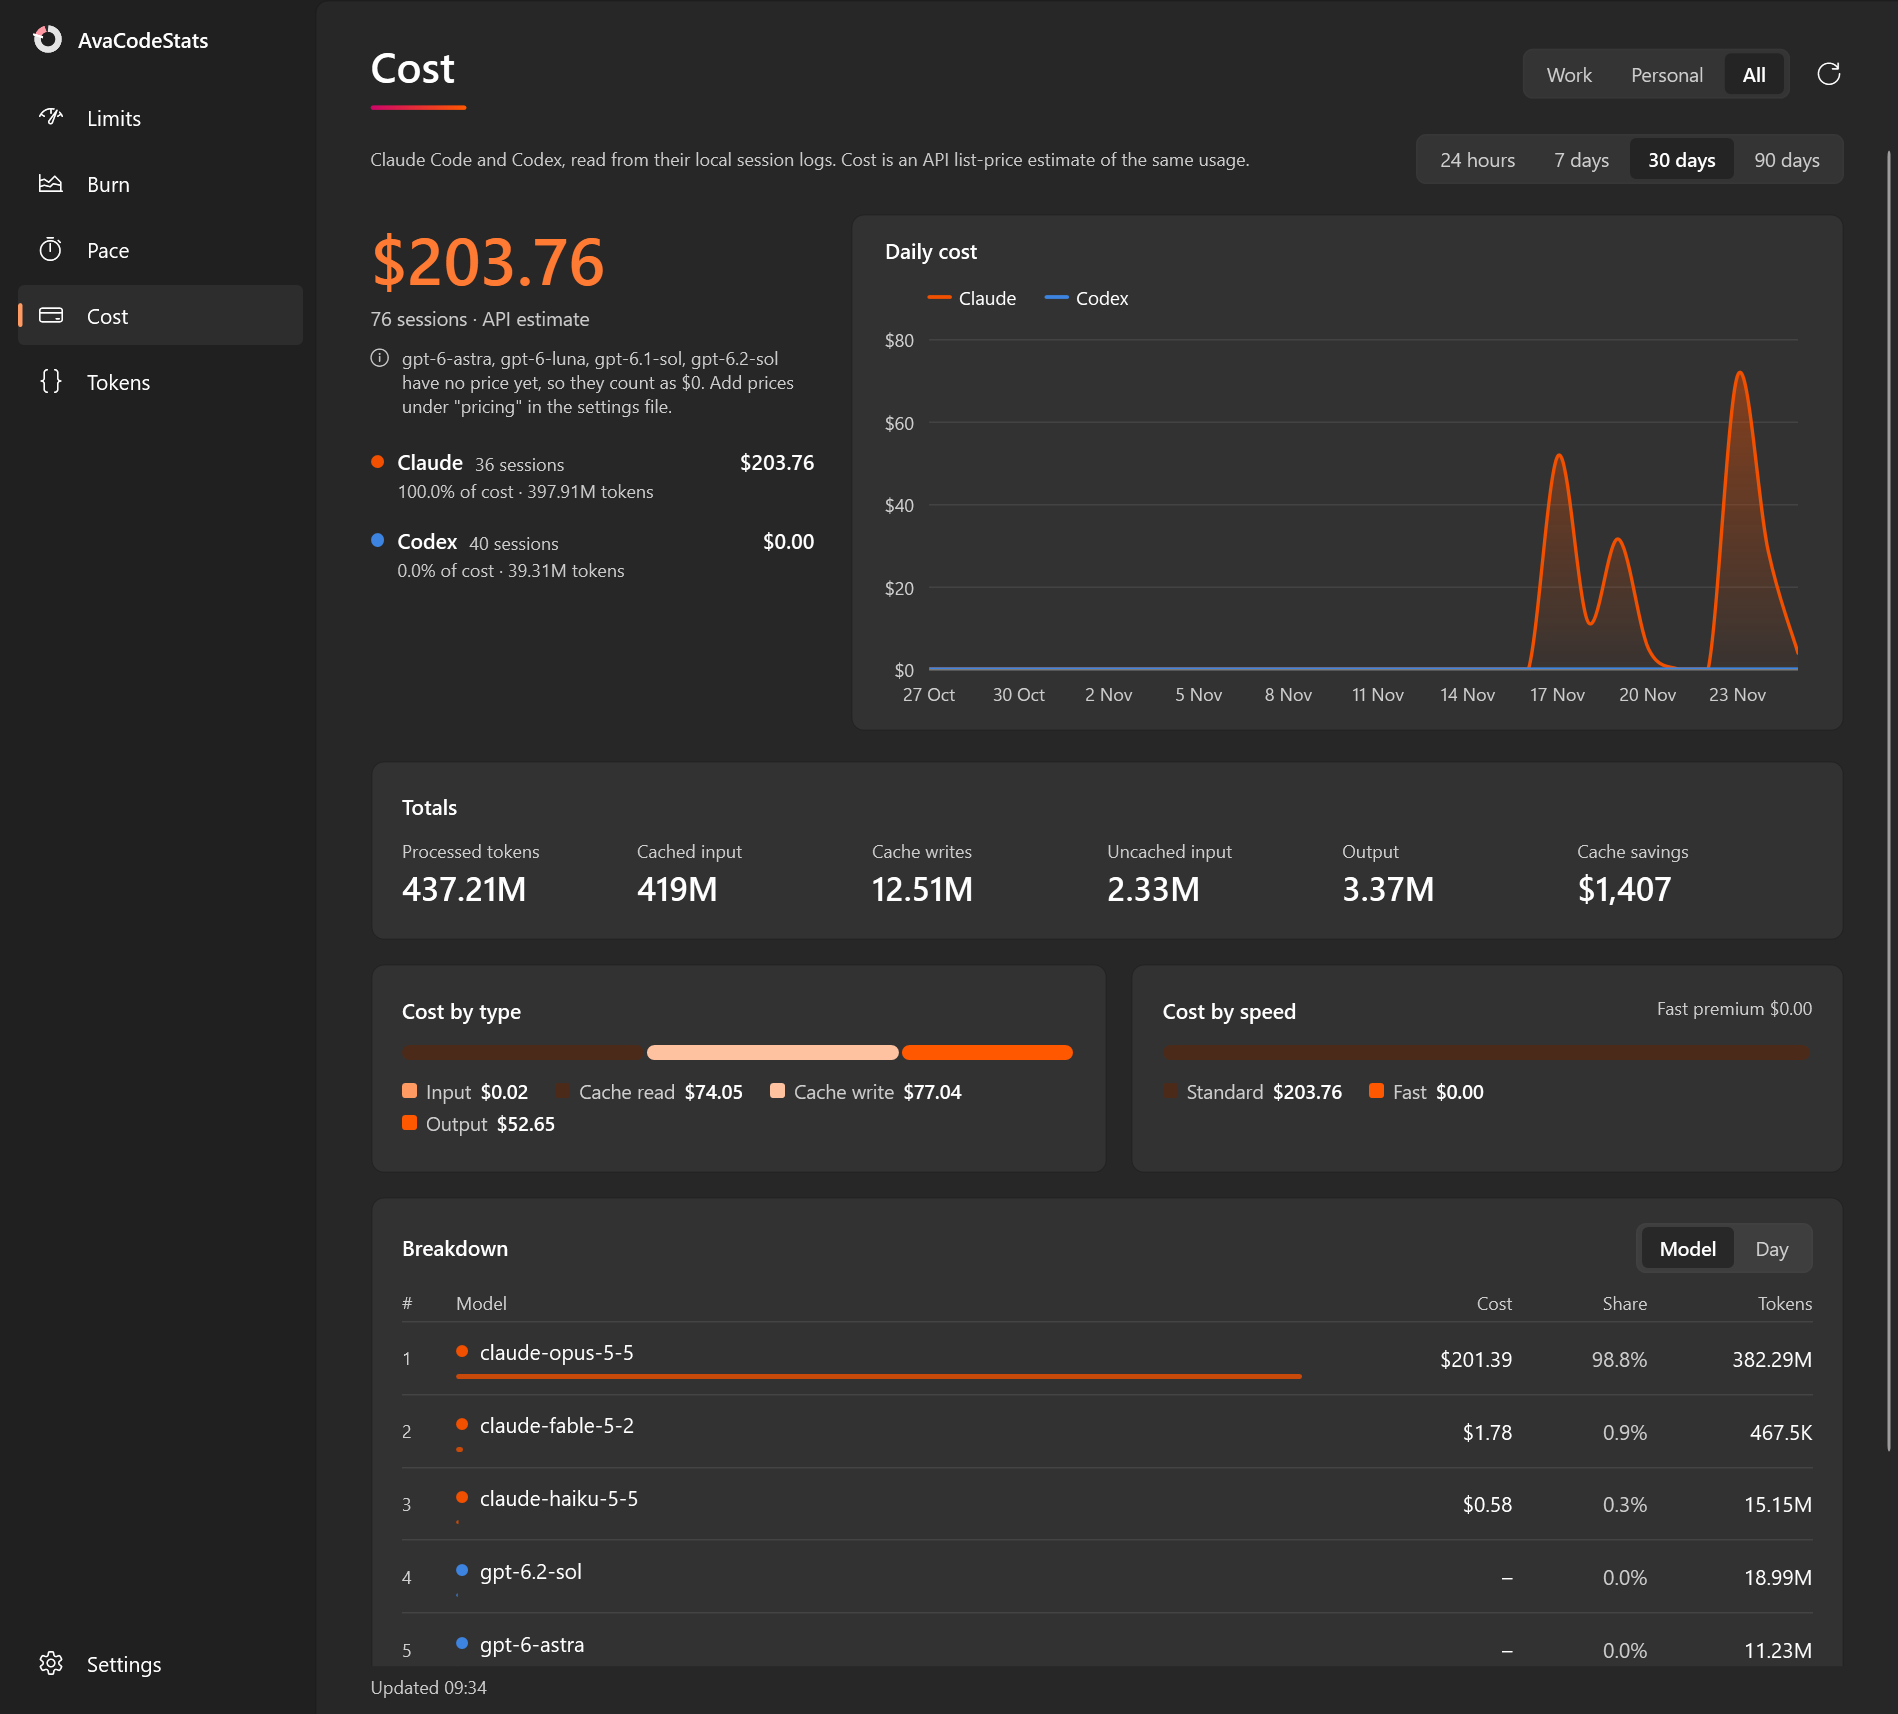 AvaCodeStats
Limits
Burn
Pace
Cost
Tokens
Settings
Cost
Work Personal All
Claude Code and Codex, read from their local session logs. Cost is an API list-price estimate of the same usage.
24 hours 7 days 30 days 90 days
$203.76
76 sessions · API estimate
gpt-6-astra, gpt-6-luna, gpt-6.1-sol, gpt-6.2-sol
have no price yet, so they count as $0. Add prices
under "pricing" in the settings file.
Claude 36 sessions $203.76
100.0% of cost · 397.91M tokens
Codex 40 sessions $0.00
0.0% of cost · 39.31M tokens
Daily cost
Claude Codex
$80
$60
$40
$20
$0
27 Oct 30 Oct 2 Nov 5 Nov 8 Nov 11 Nov 14 Nov 17 Nov 20 Nov 23 Nov
Totals
Processed tokens Cached input Cache writes Uncached input Output Cache savings
437.21M 419M 12.51M 2.33M 3.37M $1,407
Cost by type
Input $0.02 Cache read $74.05 Cache write $77.04
Output $52.65
Cost by speed Fast premium $0.00
Standard $203.76 Fast $0.00
Breakdown Model Day
# Model Cost Share Tokens
1 claude-opus-5-5 $201.39 98.8% 382.29M
2 claude-fable-5-2 $1.78 0.9% 467.5K
3 claude-haiku-5-5 $0.58 0.3% 15.15M
4 gpt-6.2-sol – 0.0% 18.99M
5 gpt-6-astra – 0.0% 11.23M
Updated 09:34